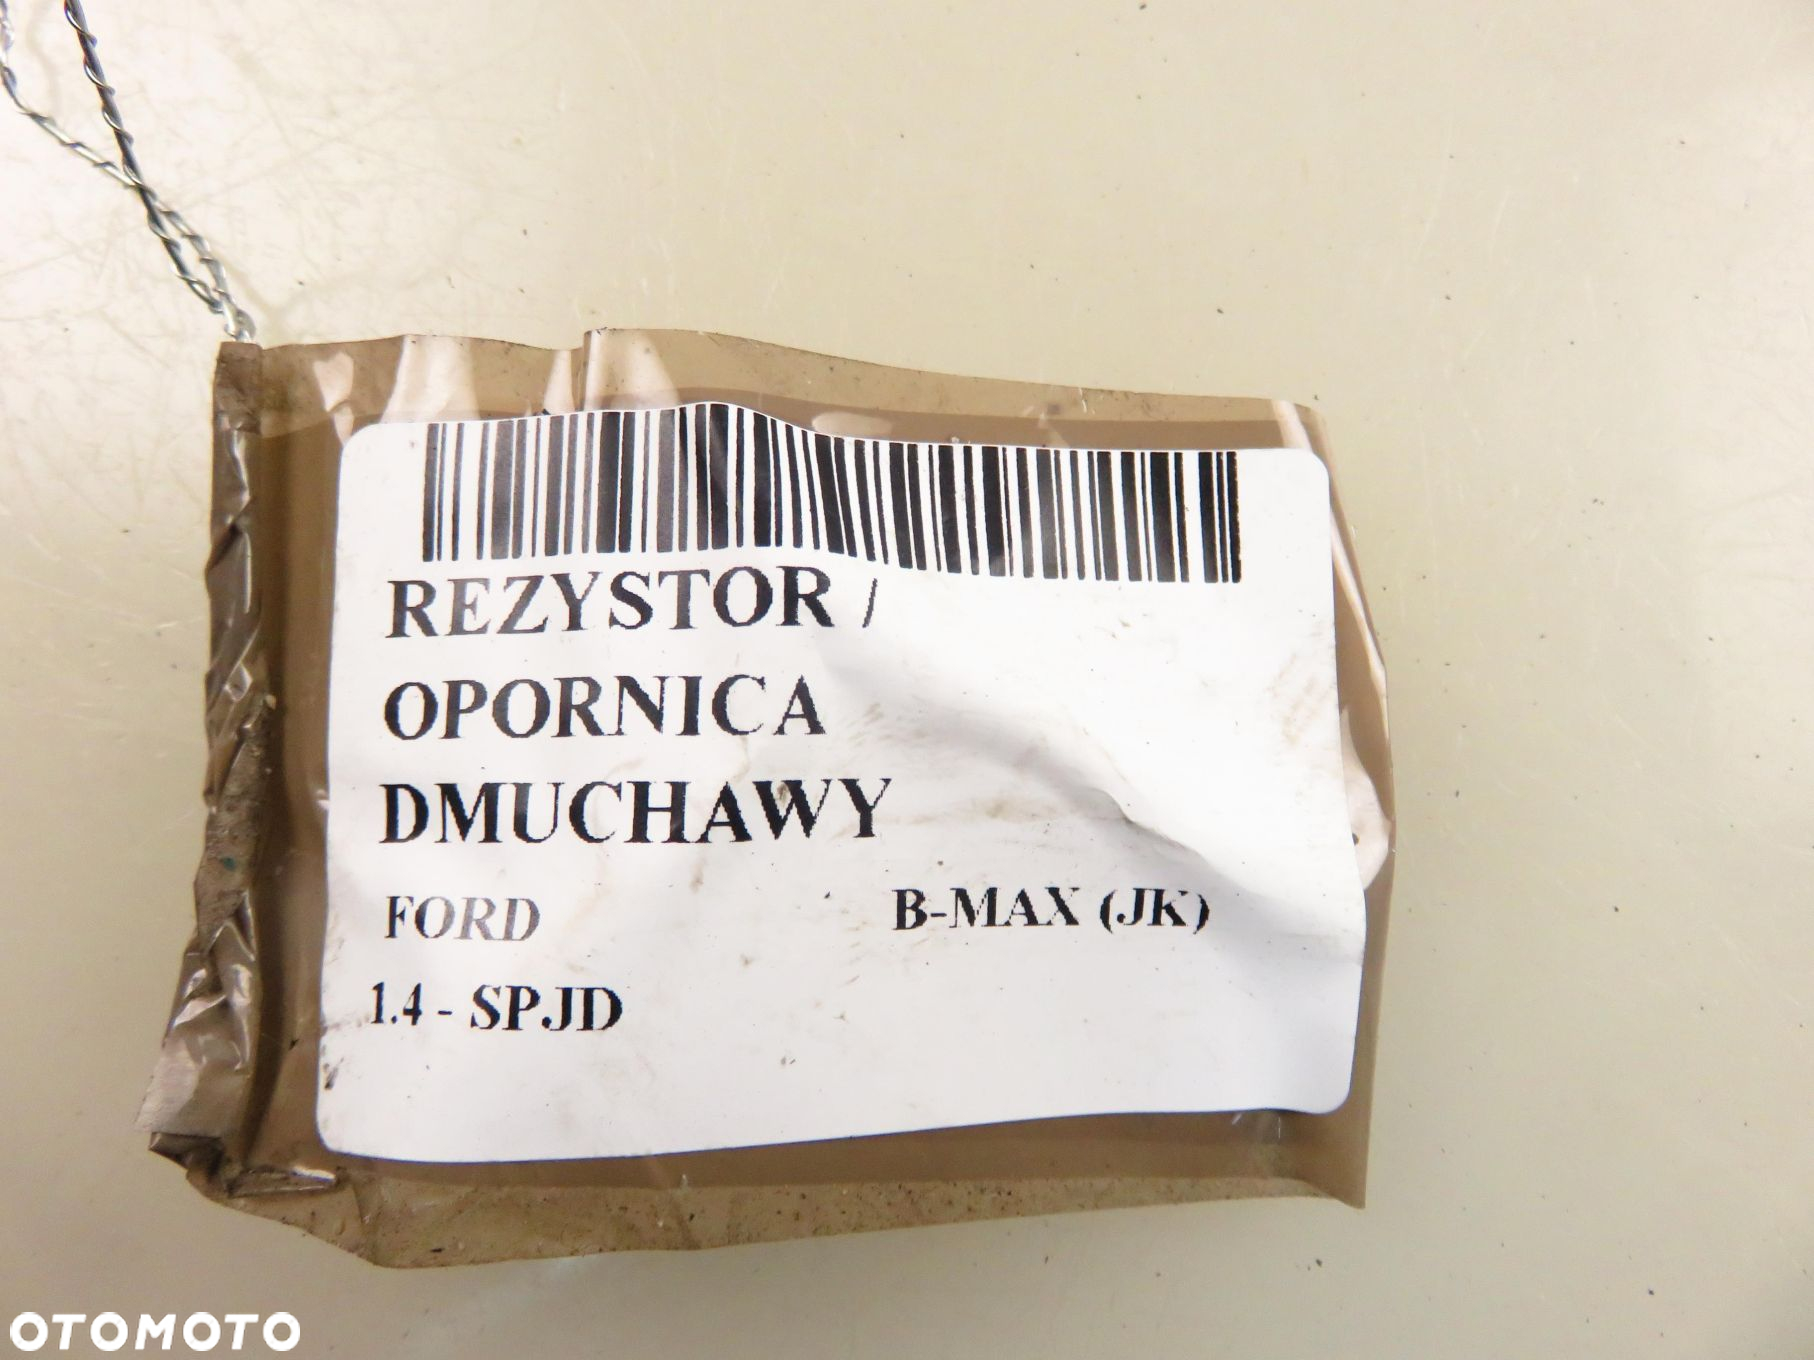 REZYSTOR /
OPORNICA
DMUCHAWY
FORD B-MAX (JK)
1.4 - SPJD
OTOMOTO